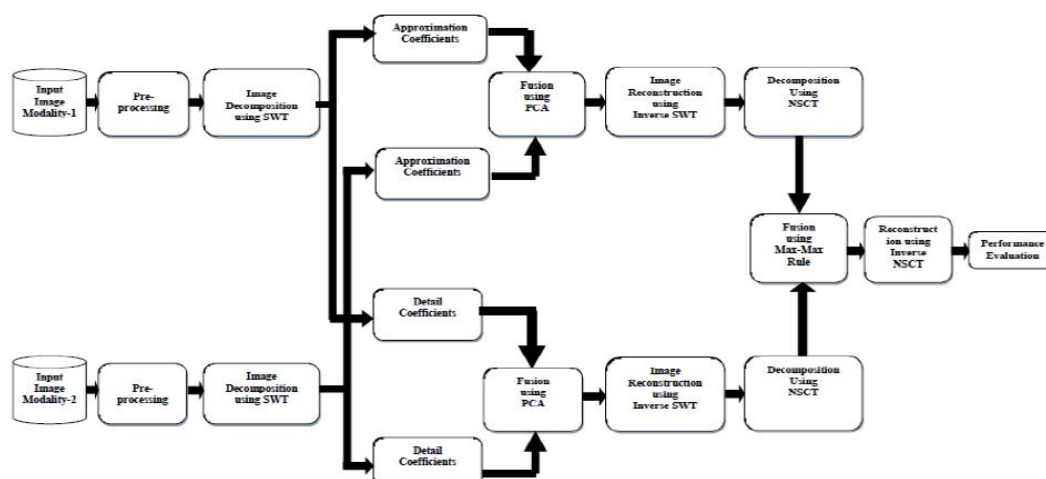 Input
Image
Modality-1
Pre-
processing
Image
Decomposition
using SWT
Approximation
Coefficients
Approximation
Coefficients
Fusion
using
PCA
Image
Reconstruction
using
Inverse SWT
Decomposition
Using
NSCT
Fusion
using
Max-Max
Rule
Reconstruct
ion using
Inverse
NSCT
Performance
Evaluation
Input
Image
Modality-2
Pre-
processing
Image
Decomposition
using SWT
Detail
Coefficients
Detail
Coefficients
Fusion
using
PCA
Image
Reconstruction
using
Inverse SWT
Decomposition
Using
NSCT